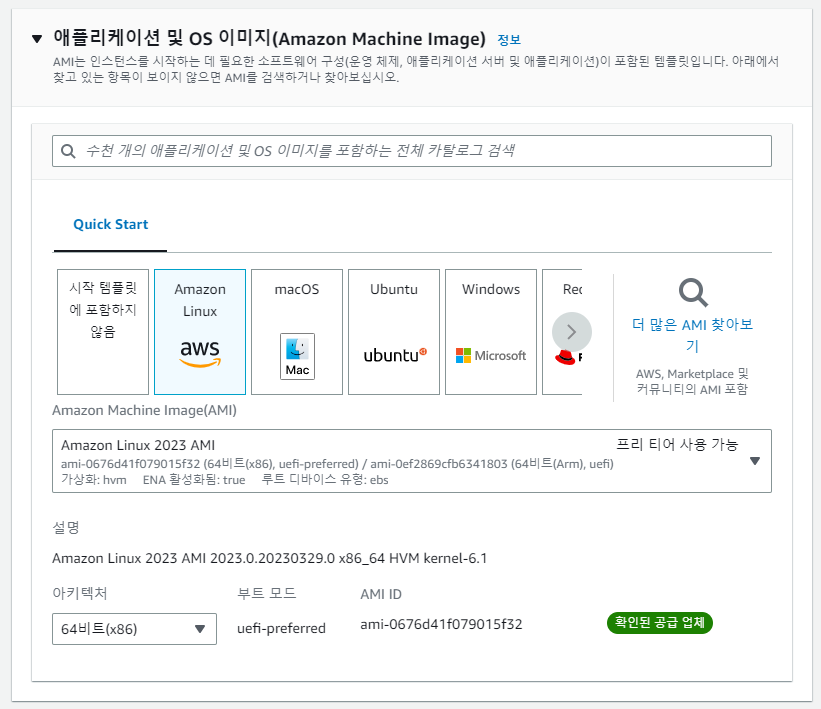 애플리케이션 및 OS 이미지(Amazon Machine Image) 정보
AMI는 인스턴스를 시작하는 데 필요한 소프트웨어 구성(운영 체제, 애플리케이션 서버 및 애플리케이션)이 포함된 템플릿입니다. 아래에서
찾고 있는 항목이 보이지 않으면 AMI를 검색하거나 찾아보십시오.
수천 개의 애플리케이션 및 OS 이미지를 포함하는 전체 카탈로그 검색
Quick Start
시작 템플릿
에 포함하지
않음
Amazon
Linux
aws
macOS
Mac
Ubuntu
ubuntu
Windows
Microsoft
Rec
더 많은 AMI 찾아보
기
AWS, Marketplace 및
커뮤니티의 AMI 포함
Amazon Machine Image(AMI)
Amazon Linux 2023 AMI
프리 티어 사용 가능
ami-0676d41f079015f32 (64비트(x86), uefi-preferred) / ami-0ef2869cfb6341803 (64비트(Arm), uefi)
가상화: hvm ENA 활성화됨: true 루트 디바이스 유형: ebs
설명
Amazon Linux 2023 AMI 2023.0.20230329.0 x86_64 HVM kernel-6.1
아키텍처
부트 모드
AMI ID
64비트(x86)
uefi-preferred
ami-0676d41f079015f32
확인된 공급 업체